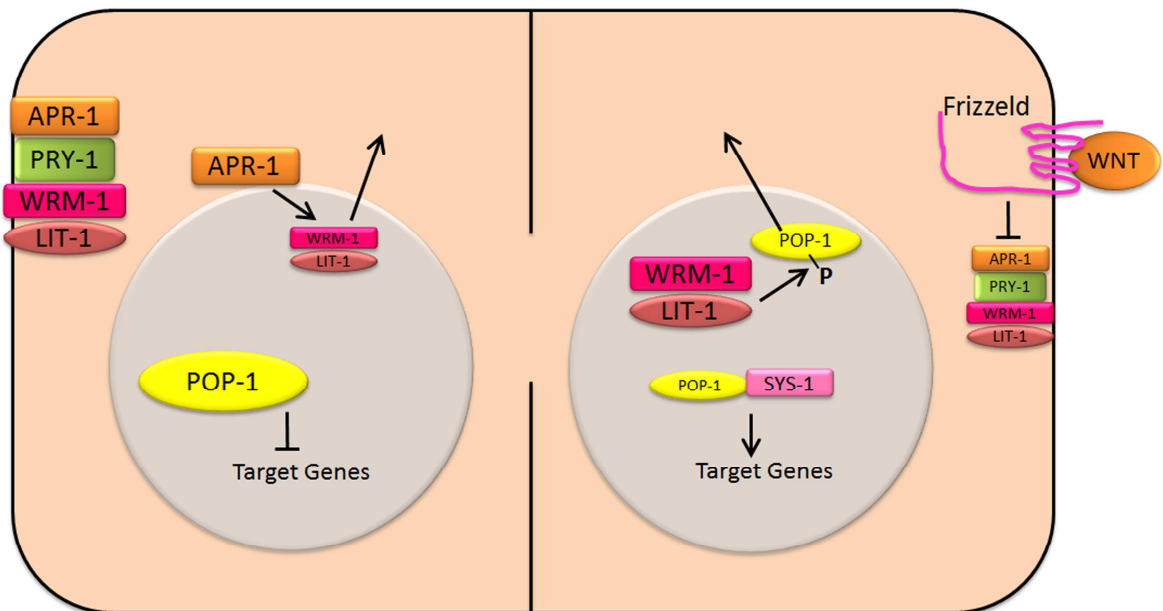 APR-1
PRY-1
WRM-1
LIT-1
APR-1
WRM-1
LIT-1
POP-1
Target Genes
POP-1
P
WRM-1
LIT-1
POP-1 SYS-1
Target Genes
Frizzeld
WNT
APR-1
PRY-1
WRM-1
LIT-1